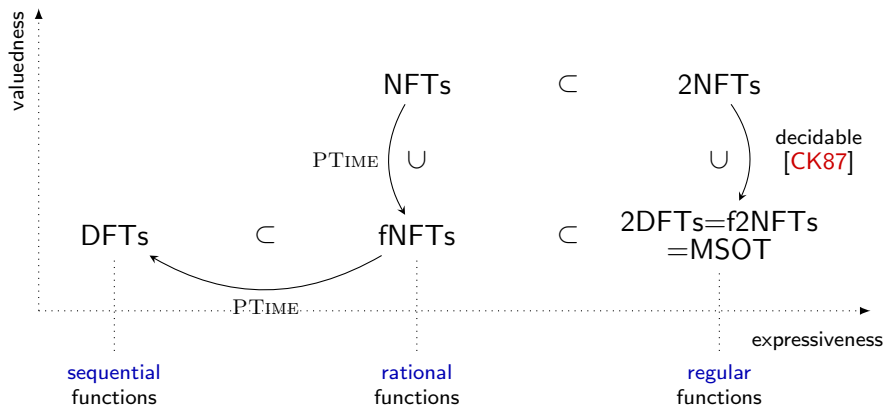 valuedness
NFTs ⊂ 2NFTs
PTIME ∪ ∪ decidable
[CK87]
DFTs ⊂ fNFTs ⊂ 2DFTs=f2NFTs
=MSOT
PTIME
expressiveness
sequential
functions
rational
functions
regular
functions